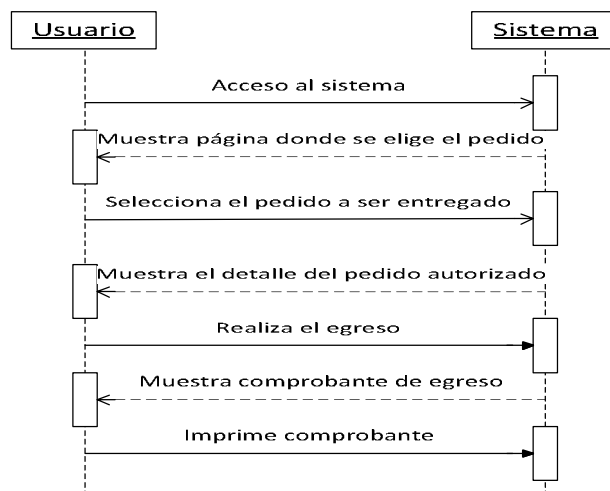 Usuario
Sistema
Acceso al sistema
Muestra página donde se elige el pedido
Selecciona el pedido a ser entregado
Muestra el detalle del pedido autorizado
Realiza el egreso
Muestra comprobante de egreso
Imprime comprobante